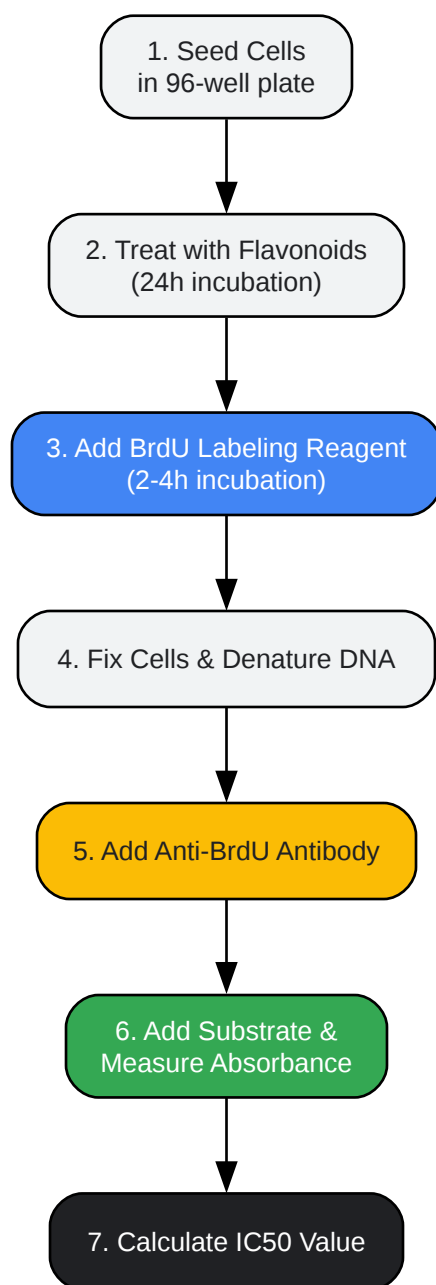 1. Seed Cells
in 96-well plate
2. Treat with Flavonoids
(24h incubation)
3. Add BrdU Labeling Reagent
(2-4h incubation)
4. Fix Cells & Denature DNA
5. Add Anti-BrdU Antibody
6. Add Substrate &
Measure Absorbance
7. Calculate IC50 Value